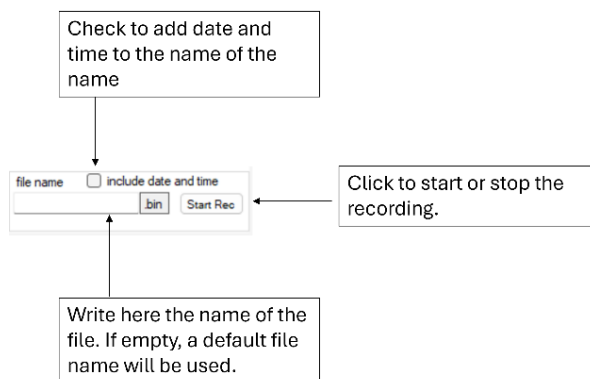 Check to add date and
time to the name of the
name
file name include date and time
.bin Start Rec
Click to start or stop the
recording.
Write here the name of the
file. If empty, a default file
name will be used.